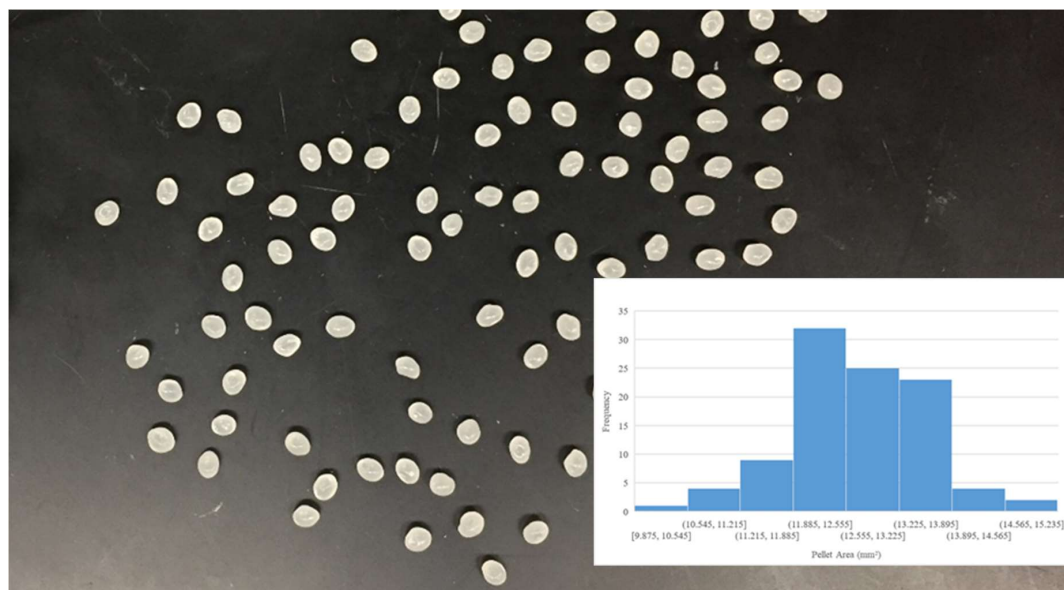 35
30
25
20
15
10
5
0
Frequency
(10.545, 11.215] (11.885, 12.555] (13.225, 13.895] (14.565, 15.235]
[9.875, 10.545] (11.215, 11.885] (12.555, 13.225] (13.895, 14.565]
Pellet Area (mm²)